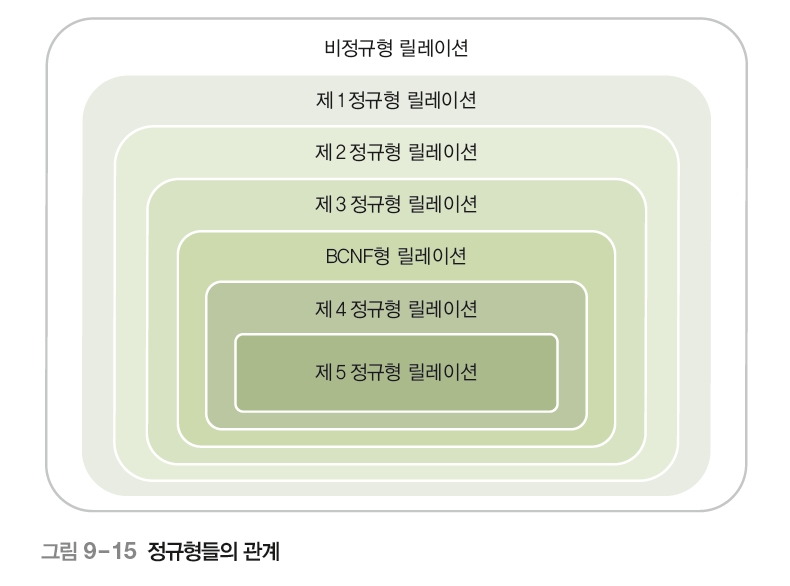 비정규형 릴레이션
제1정규형 릴레이션
제2정규형 릴레이션
제3정규형 릴레이션
BCNF형 릴레이션
제4정규형 릴레이션
제5정규형 릴레이션
그림 9-15 정규형들의 관계